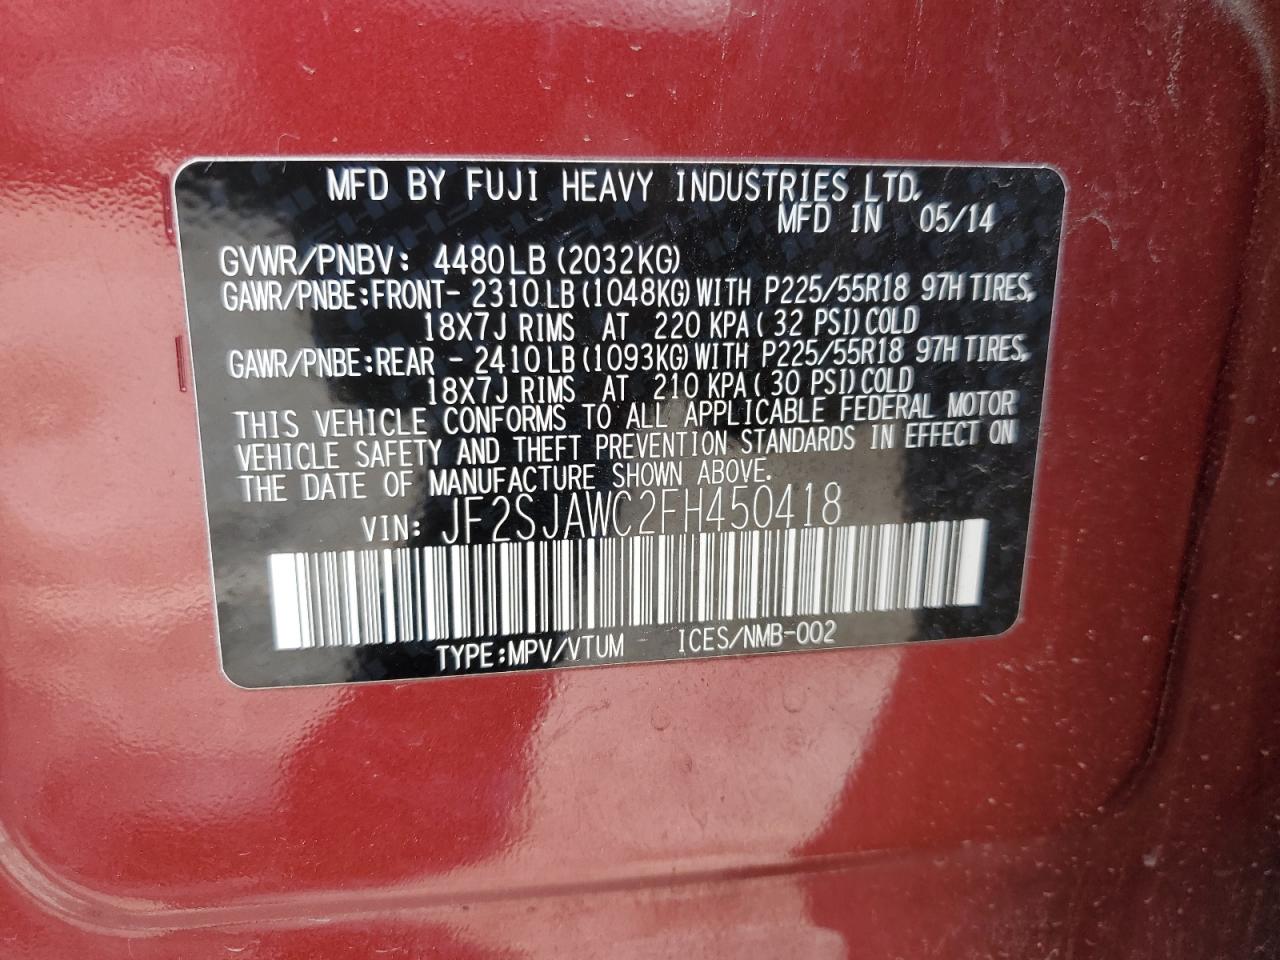 MFD BY FUJI HEAVY INDUSTRIES LTD.
MFD IN 05/14
GVWR/PNBV: 4480LB (2032KG)
GAWR/PNBE:FRONT- 2310 LB (1048KG) WITH P225/55R18 97H TIRES,
18X7J RIMS AT 220 KPA ( 32 PSI) COLD
GAWR/PNBE:REAR - 2410 LB (1093KG) WITH P225/55R18 97H TIRES,
18X7J RIMS AT 210 KPA ( 30 PSI) COLD
THIS VEHICLE CONFORMS TO ALL APPLICABLE FEDERAL MOTOR
VEHICLE SAFETY AND THEFT PREVENTION STANDARDS IN EFFECT ON
THE DATE OF MANUFACTURE SHOWN ABOVE.
VIN: JF2SJAWC2FH450418
TYPE:MPV/VTUM ICES/NMB-002